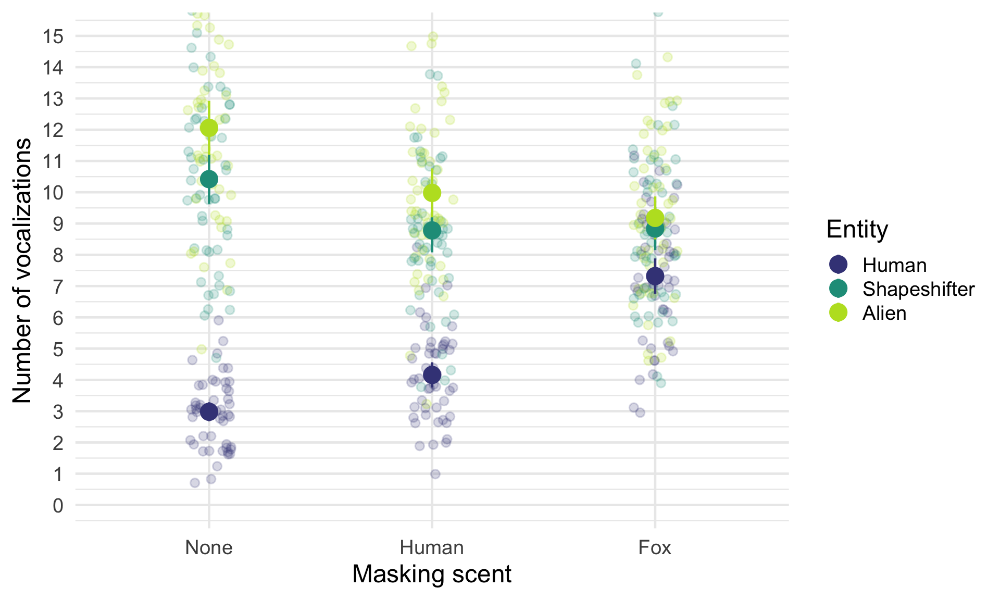 Number of vocalizations
15
14
13
12
11
10
9
8
7
6
5
4
3
2
1
0
None
Human
Fox
Masking scent
Entity
Human
Shapeshifter
Alien